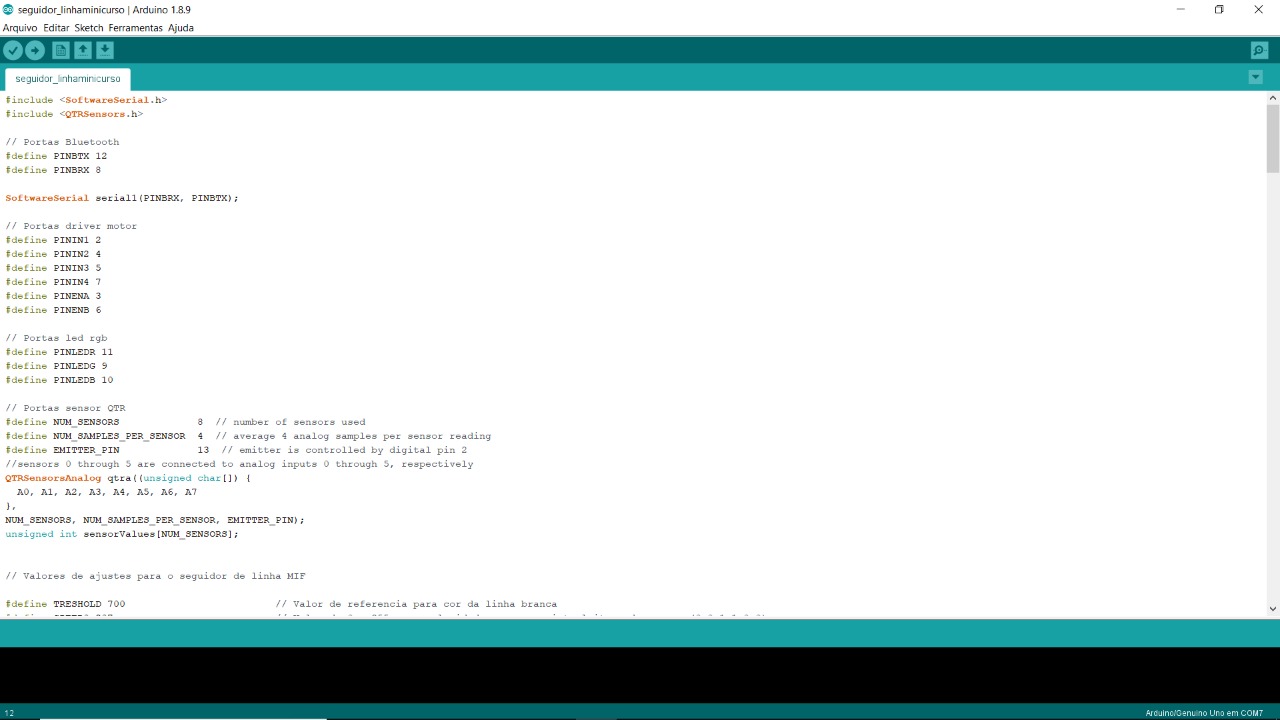 seguidor_linhaminicurso | Arduino 1.8.9
Arquivo Editar Sketch Ferramentas Ajuda
seguidor_linhaminicurso
#include <SoftwareSerial.h>
#include <QTRSensors.h>
// Portas Bluetooth
#define PINBTX 12
#define PINBRX 8
SoftwareSerial serial1(PINBRX, PINBTX);
// Portas driver motor
#define PININ1 2
#define PININ2 4
#define PININ3 5
#define PININ4 7
#define PINENA 3
#define PINENB 6
// Portas led rgb
#define PINLEDR 11
#define PINLEDG 9
#define PINLEDB 10
// Portas sensor QTR
#define NUM_SENSORS 8 // number of sensors used
#define NUM_SAMPLES_PER_SENSOR 4 // average 4 analog samples per sensor reading
#define EMITTER_PIN 13 // emitter is controlled by digital pin 2
//sensors 0 through 5 are connected to analog inputs 0 through 5, respectively
QTRSensorsAnalog qtra((unsigned char[]) {
A0, A1, A2, A3, A4, A5, A6, A7
},
NUM_SENSORS, NUM_SAMPLES_PER_SENSOR, EMITTER_PIN);
unsigned int sensorValues[NUM_SENSORS];
// Valores de ajustes para o seguidor de linha MIF
#define TRESHOLD 700 // Valor de referencia para cor da linha branca
12
Arduino/Genuino Uno em COM7